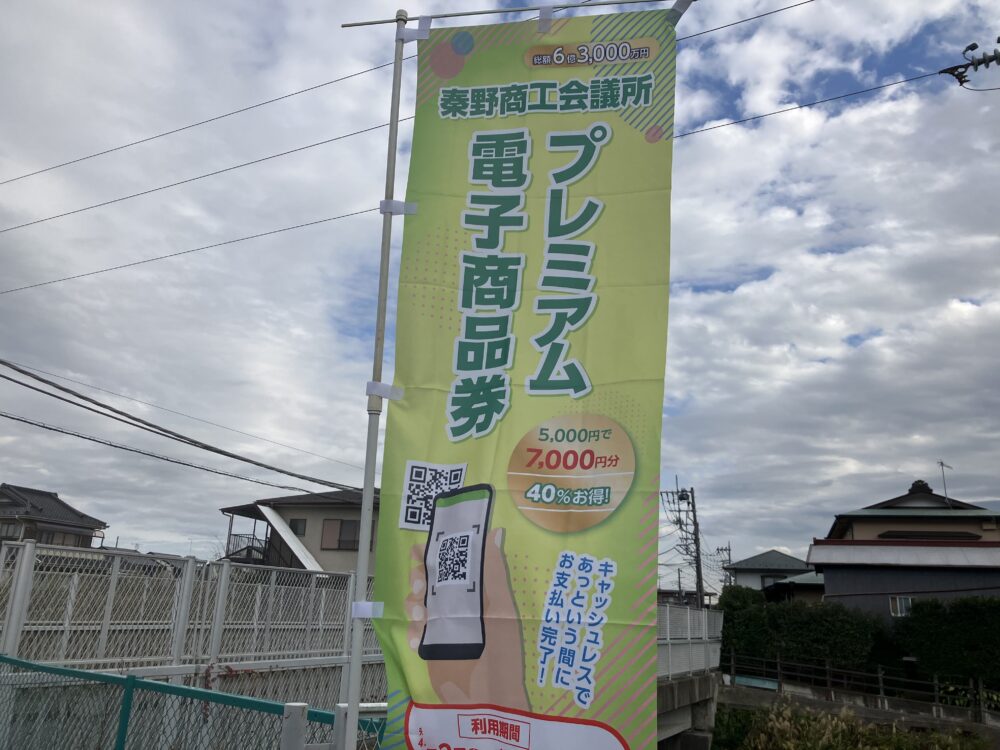 総額6億3,000万円
秦野商工会議所
プレミアム
電子商品券
5,000円で
7,000円分
40%お得!
キャッシュレスで
あっという間に
お支払い完了!
利用期間